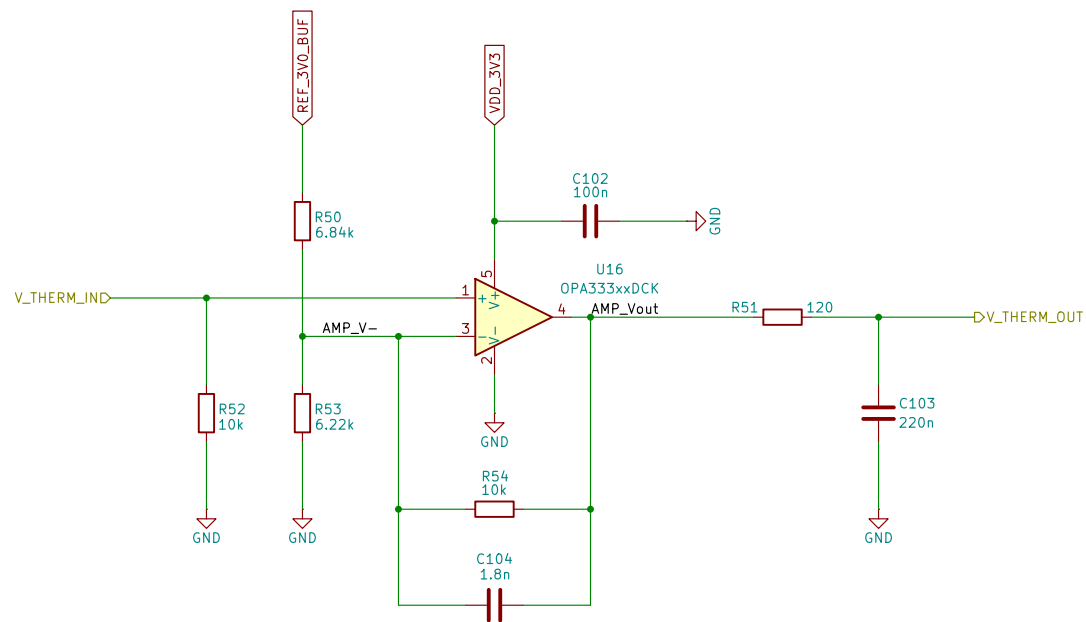 REF_3V0_BUF
VDD_3V3
C102
100n
GND
R50
6.84k
U16
OPA333xxDCK
V_THERM_IN
1
+
5
V+
4
AMP_Vout
R51
120
V_THERM_OUT
AMP_V-
3
-
V-
2
R52
10k
R53
6.22k
C103
220n
GND
R54
10k
GND
GND
GND
C104
1.8n